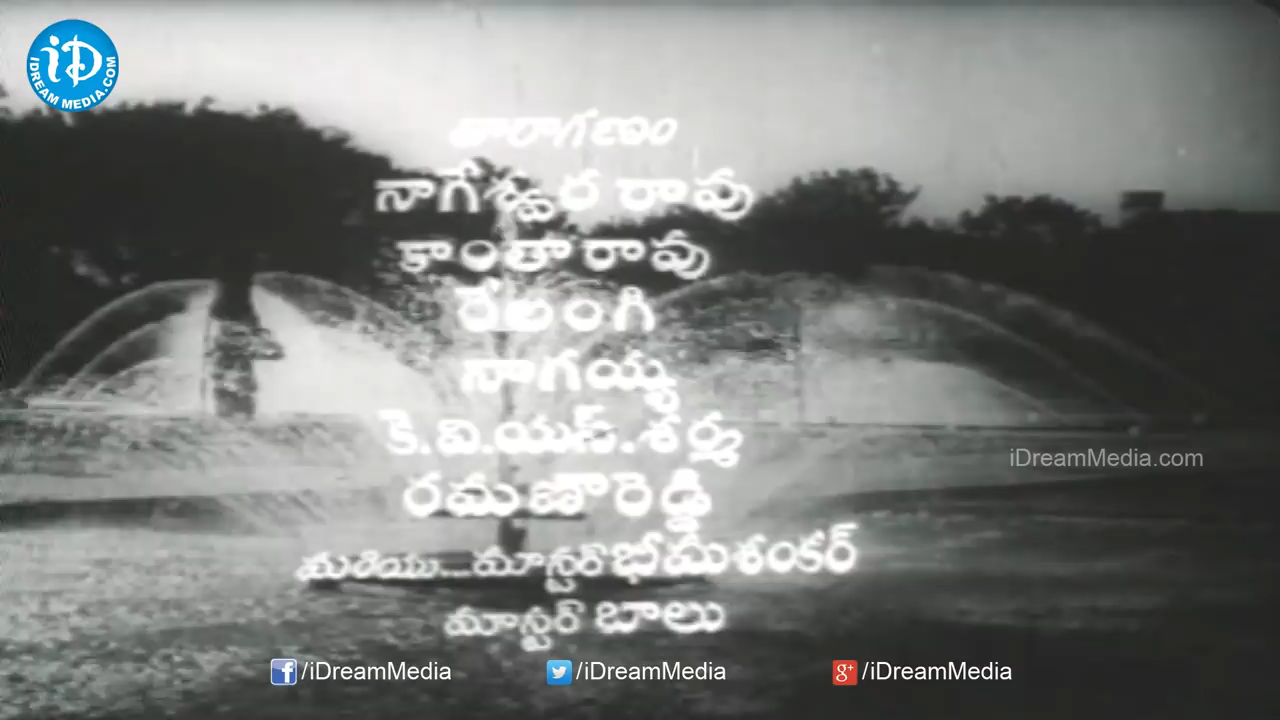 iD
IDREAM MEDIA.COM
తారాగణం
నాగేశ్వర రావు
కాంతారావు
రేలంగి
నాగయ్య
కె.వి.యస్.శర్మ
రమణారెడ్డి
మరియు....మాస్టర్ భీమశంకర్
మాస్టర్ బాలు
iDreamMedia.com
/iDreamMedia /iDreamMedia /iDreamMedia